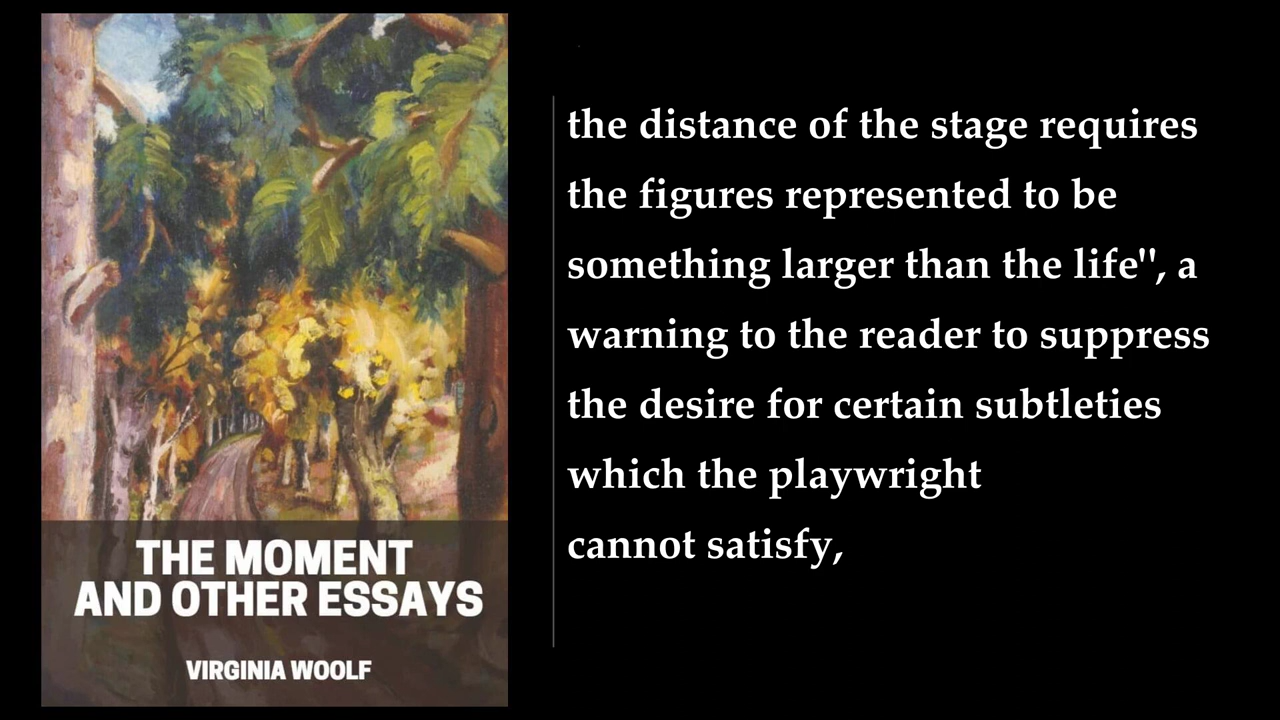 THE MOMENT
AND OTHER ESSAYS
VIRGINIA WOOLF
the distance of the stage requires
the figures represented to be
something larger than the life", a
warning to the reader to suppress
the desire for certain subtleties
which the playwright
cannot satisfy,